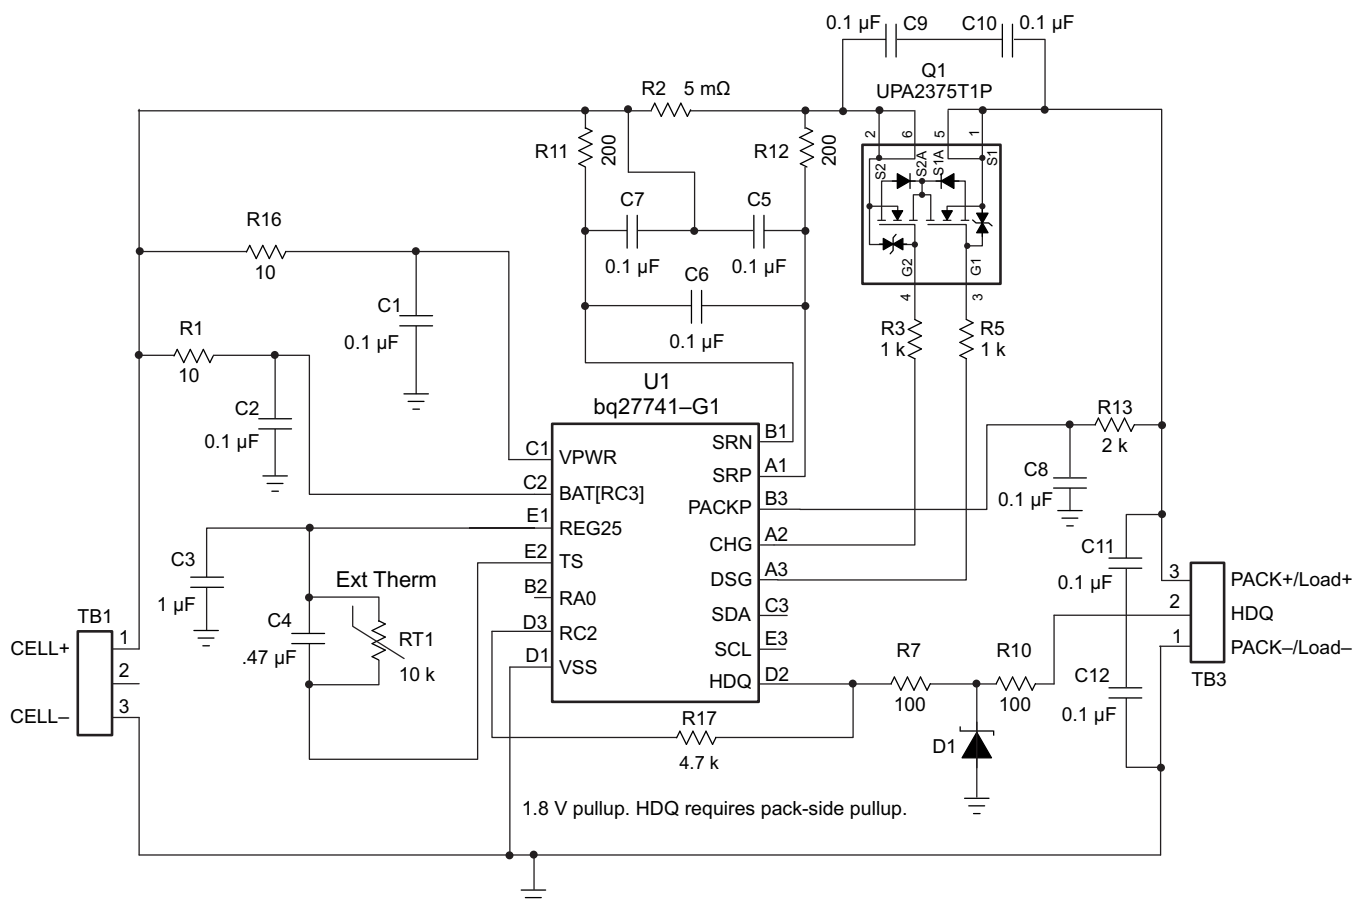 0.1 µF
C9
C10
0.1 µF
Q1
UPA2375T1P
R2 5 mΩ
2
6
5
1
R11
200
R12
200
S2
S2A
S1A
S1
C7
0.1 µF
C5
0.1 µF
R16
10
G2
G1
C6
0.1 µF
4
3
C1
0.1 µF
R1
10
R3
1 k
R5
1 k
C2
0.1 µF
U1
bq27741–G1
R13
2 k
C8
0.1 µF
C1 VPWR
C2 BAT[RC3]
E1 REG25
E2 TS
B2 RA0
D3 RC2
D1 VSS
SRN B1
SRP A1
PACKP B3
CHG A2
DSG A3
SDA C3
SCL E3
HDQ D2
C3
1 µF
Ext Therm
C4
.47 µF
RT1
10 k
C11
0.1 µF
C12
0.1 µF
TB1
CELL+ 1
2
CELL– 3
3 PACK+/Load+
2 HDQ
1 PACK–/Load–
TB3
R7
100
R10
100
R17
4.7 k
D1
1.8 V pullup. HDQ requires pack-side pullup.